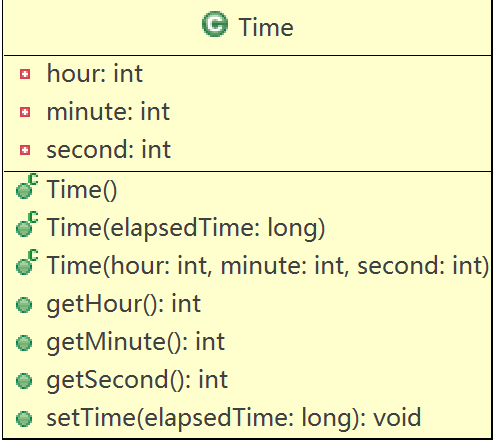 C Time
hour: int
minute: int
second: int
C Time()
C Time(elapsedTime: long)
C Time(hour: int, minute: int, second: int)
getHour(): int
getMinute(): int
getSecond(): int
setTime(elapsedTime: long): void